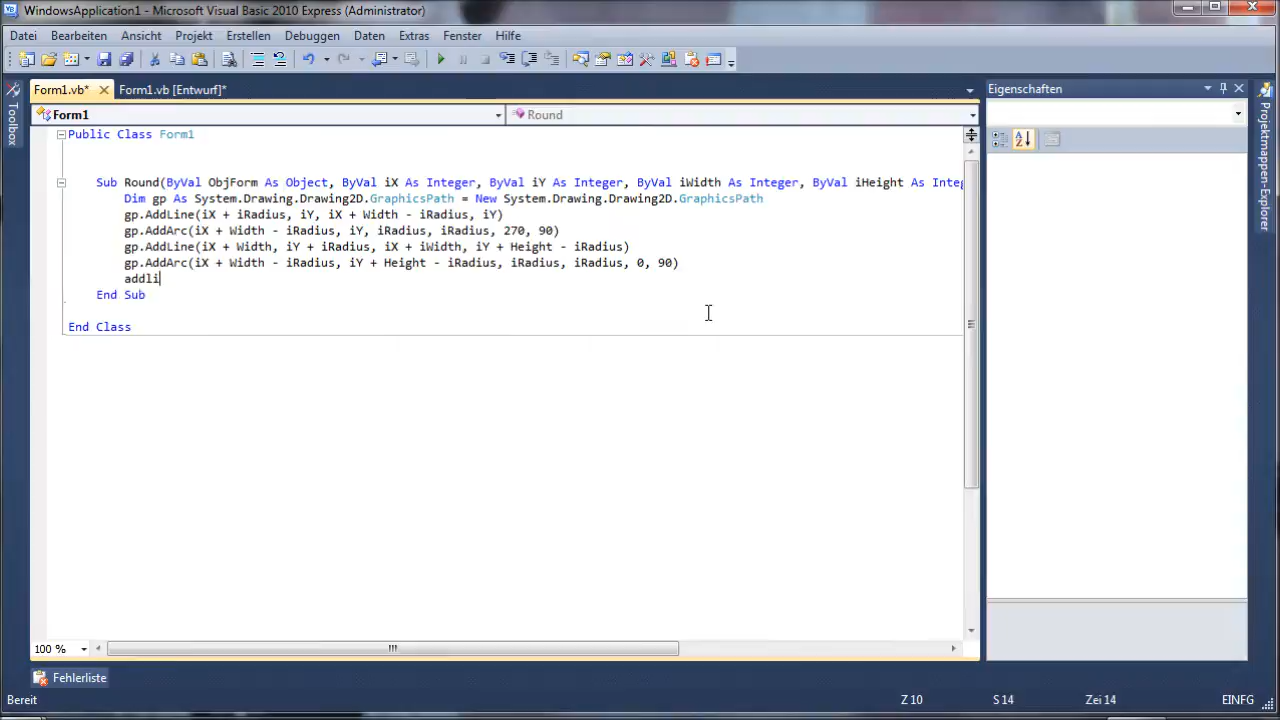 WindowsApplication1 - Microsoft Visual Basic 2010 Express (Administrator)
Datei Bearbeiten Ansicht Projekt Erstellen Debuggen Daten Extras Fenster Hilfe
Form1.vb* Form1.vb [Entwurf]*
Eigenschaften
Toolbox
Form1 Round
Projektmappen-Explorer
Public Class Form1
Sub Round(ByVal ObjForm As Object, ByVal iX As Integer, ByVal iY As Integer, ByVal iWidth As Integer, ByVal iHeight As Integ
Dim gp As System.Drawing.Drawing2D.GraphicsPath = New System.Drawing.Drawing2D.GraphicsPath
gp.AddLine(iX + iRadius, iY, iX + Width - iRadius, iY)
gp.AddArc(iX + Width - iRadius, iY, iRadius, iRadius, 270, 90)
gp.AddLine(iX + Width, iY + iRadius, iX + iWidth, iY + Height - iRadius)
gp.AddArc(iX + Width - iRadius, iY + Height - iRadius, iRadius, iRadius, 0, 90)
addli
End Sub
End Class
100 %
Fehlerliste
Bereit Z 10 S 14 Zei 14 EINFG